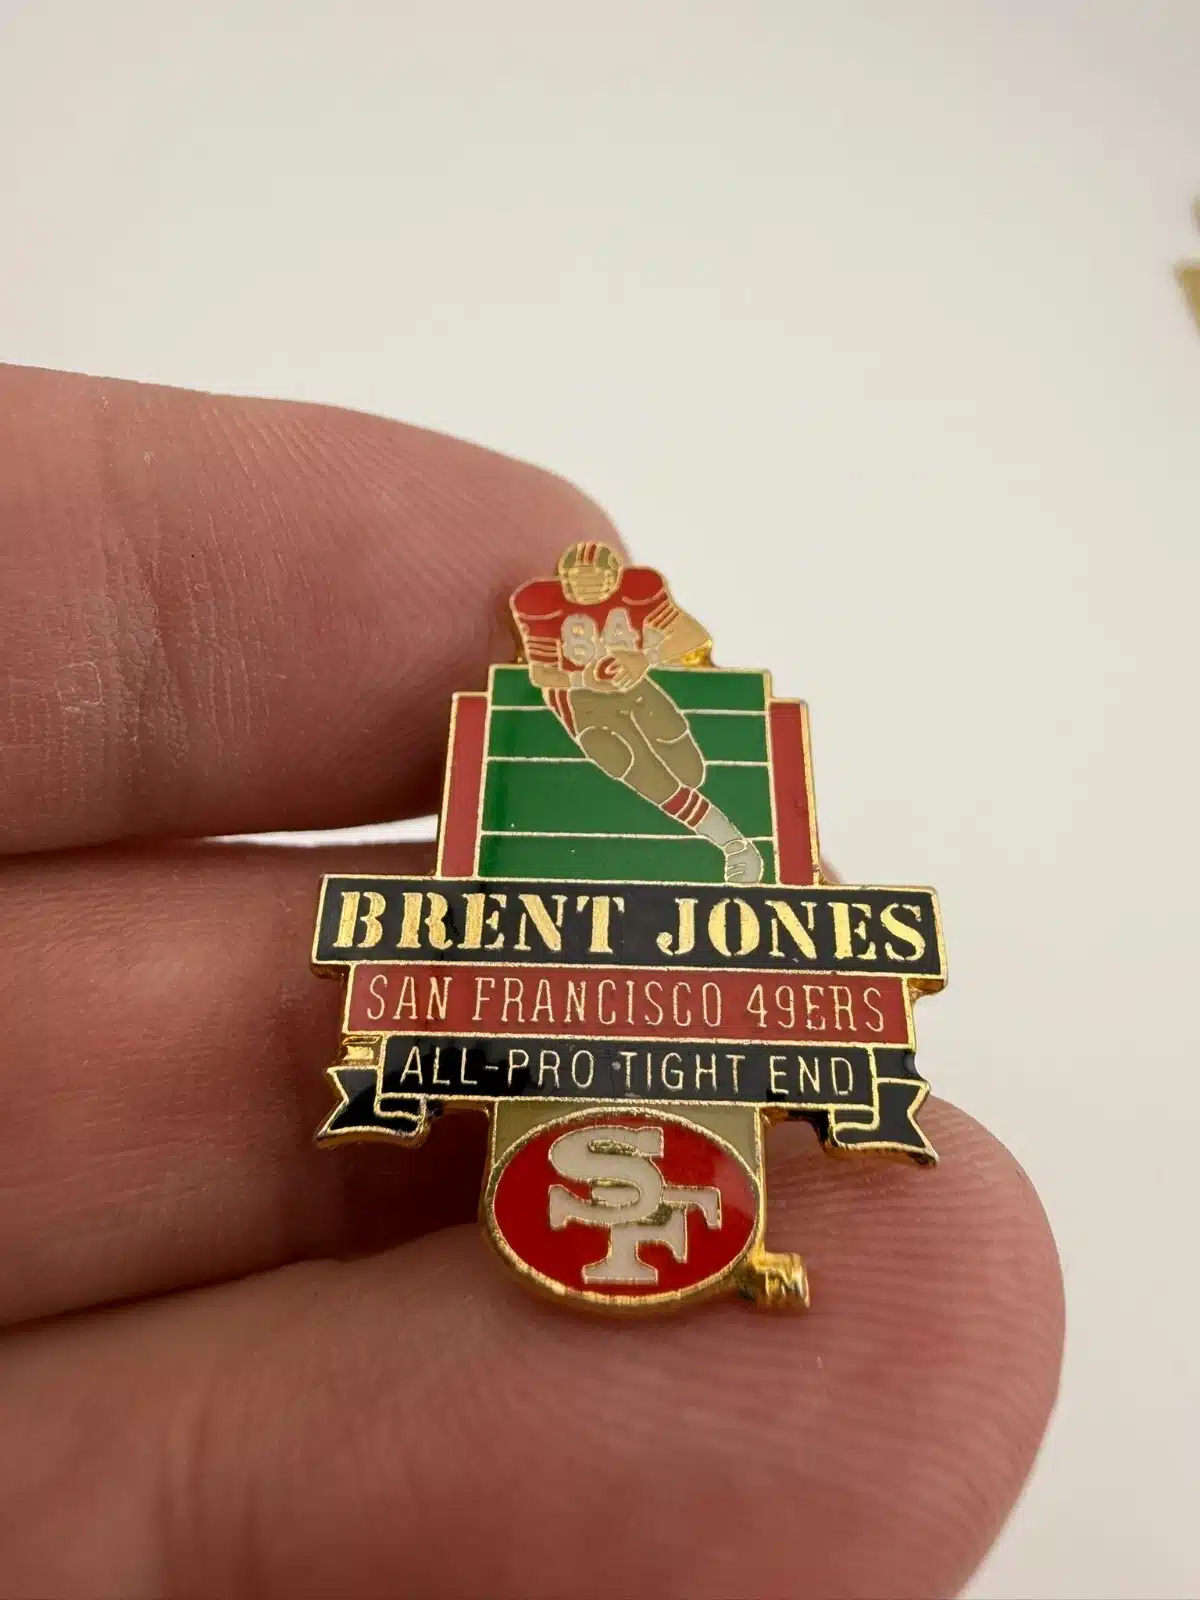 84
BRENT JONES
SAN FRANCISCO 49ERS
ALL-PRO TIGHT END
SF